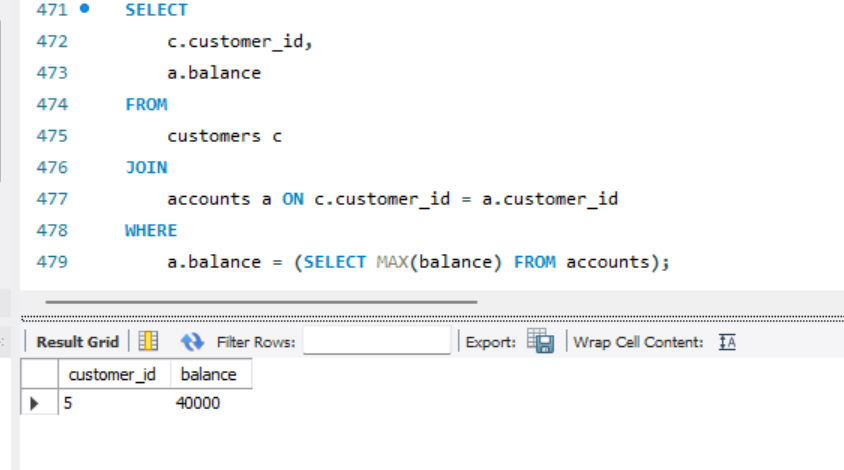 471 SELECT
472 c.customer_id,
473 a.balance
474 FROM
475 customers c
476 JOIN
477 accounts a ON c.customer_id = a.customer_id
478 WHERE
479 a.balance = (SELECT MAX(balance) FROM accounts);
Result Grid Filter Rows: Export: Wrap Cell Content: IA
customer_id balance
5 40000